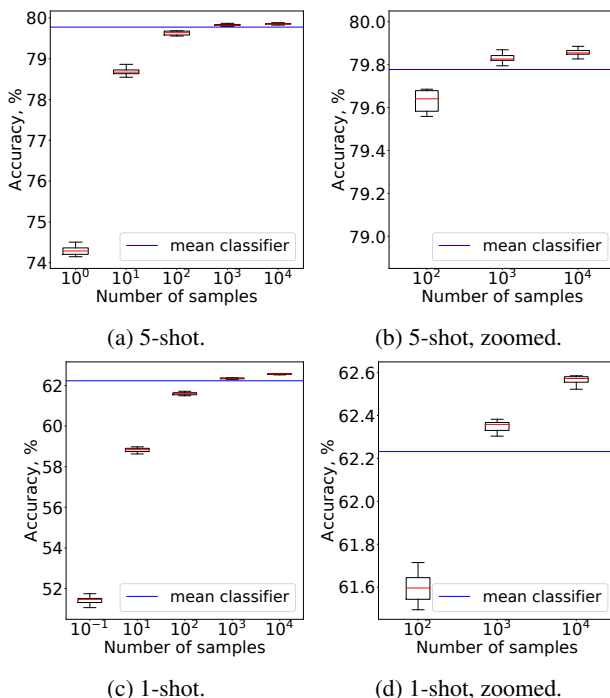 80
79
78
77
76
75
74
Accuracy, %
mean classifier
10^0 10^1 10^2 10^3 10^4
Number of samples
(a) 5-shot.
80.0
79.8
79.6
79.4
79.2
79.0
Accuracy, %
mean classifier
10^2 10^3 10^4
Number of samples
(b) 5-shot, zoomed.
62
60
58
56
54
52
Accuracy, %
mean classifier
10^-1 10^1 10^2 10^3 10^4
Number of samples
(c) 1-shot.
62.6
62.4
62.2
62.0
61.8
61.6
Accuracy, %
mean classifier
10^2 10^3 10^4
Number of samples
(d) 1-shot, zoomed.